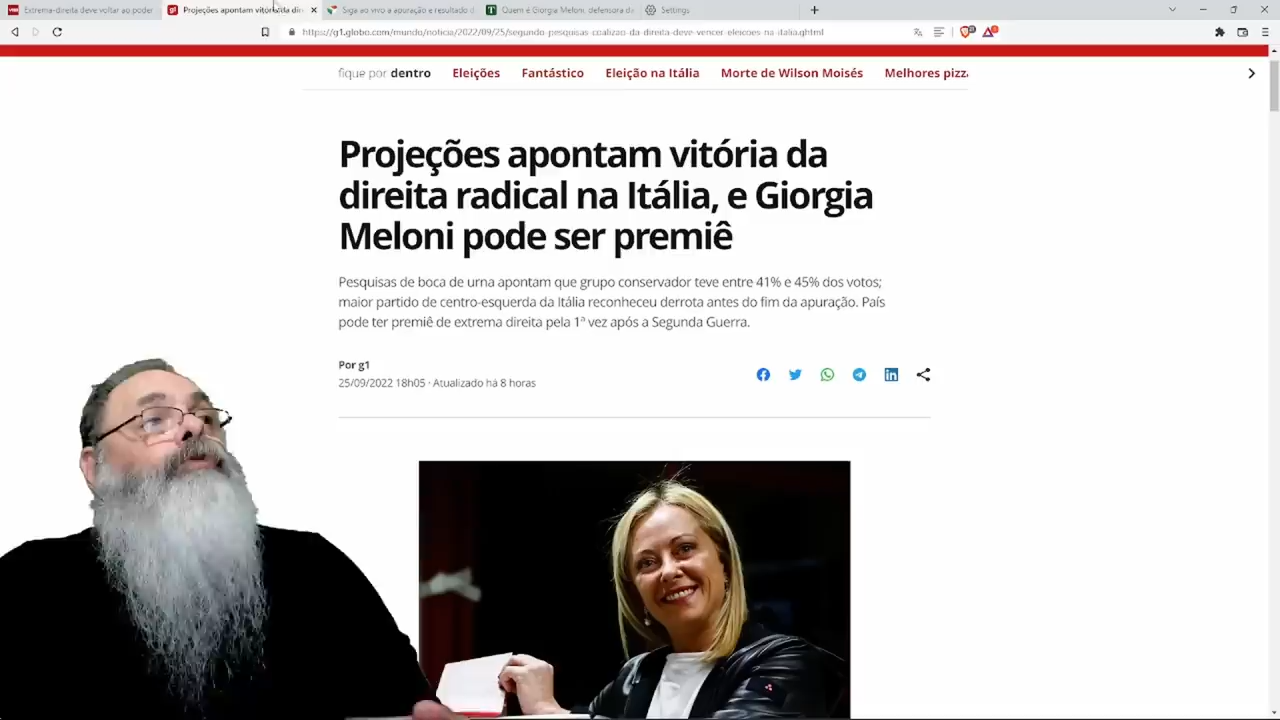 Extrema-direita deve voltar ao poder
g1 Projeções apontam vitória da dire
Siga ao vivo a apuração e resultado d
Quem é Giorgia Meloni, defensora da
Settings
https://g1.globo.com/mundo/noticia/2022/09/25/segundo-pesquisas-coalizao-da-direita-deve-vencer-eleicoes-na-italia.ghtml
fique por dentro Eleições Fantástico Eleição na Itália Morte de Wilson Moisés Melhores pizza
Projeções apontam vitória da
direita radical na Itália, e Giorgia
Meloni pode ser premiê
Pesquisas de boca de urna apontam que grupo conservador teve entre 41% e 45% dos votos;
maior partido de centro-esquerda da Itália reconheceu derrota antes do fim da apuração. País
pode ter premiê de extrema direita pela 1ª vez após a Segunda Guerra.
Por g1
25/09/2022 18h05 · Atualizado há 8 horas